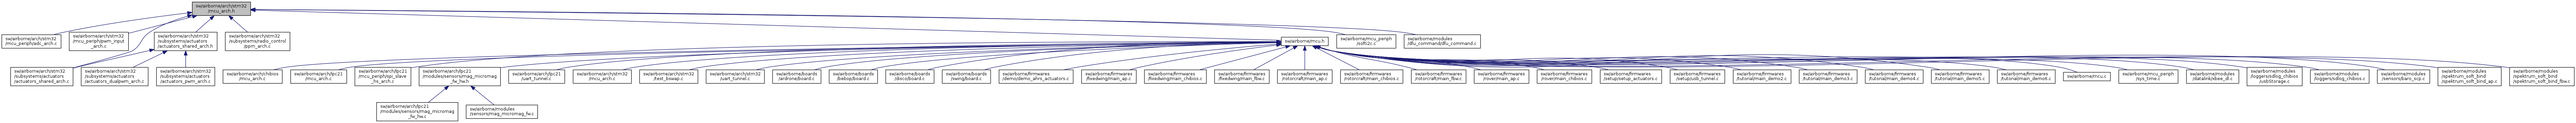 sw/airborne/arch/stm32
/mcu_arch.h
sw/airborne/arch/stm32
/mcu_periph/adc_arch.c
sw/airborne/arch/stm32
/mcu_periph/pwm_input
_arch.c
sw/airborne/arch/stm32
/subsystems/actuators
/actuators_shared_arch.h
sw/airborne/arch/stm32
/subsystems/radio_control
/ppm_arch.c
sw/airborne/mcu.h
sw/airborne/mcu_periph
/softi2c.c
sw/airborne/modules
/dfu_command/dfu_command.c
sw/airborne/arch/stm32
/subsystems/actuators
/actuators_shared_arch.c
sw/airborne/arch/stm32
/subsystems/actuators
/actuators_dualpwm_arch.c
sw/airborne/arch/stm32
/subsystems/actuators
/actuators_pwm_arch.c
sw/airborne/arch/chibios
/mcu_arch.c
sw/airborne/arch/lpc21
/mcu_arch.c
sw/airborne/arch/lpc21
/mcu_periph/spi_slave
_hs_arch.c
sw/airborne/arch/lpc21
/modules/sensors/mag_micromag
_fw_hw.h
sw/airborne/arch/lpc21
/uart_tunnel.c
sw/airborne/arch/stm32
/mcu_arch.c
sw/airborne/arch/stm32
/test_bswap.c
sw/airborne/arch/stm32
/uart_tunnel.c
sw/airborne/boards
/ardrone/board.c
sw/airborne/boards
/bebop/board.c
sw/airborne/boards
/disco/board.c
sw/airborne/boards
/swing/board.c
sw/airborne/firmwares
/demo/demo_ahrs_actuators.c
sw/airborne/firmwares
/fixedwing/main_ap.c
sw/airborne/firmwares
/fixedwing/main_chibios.c
sw/airborne/firmwares
/fixedwing/main_fbw.c
sw/airborne/firmwares
/rotorcraft/main_ap.c
sw/airborne/firmwares
/rotorcraft/main_chibios.c
sw/airborne/firmwares
/rotorcraft/main_fbw.c
sw/airborne/firmwares
/rover/main_ap.c
sw/airborne/firmwares
/rover/main_chibios.c
sw/airborne/firmwares
/setup/setup_actuators.c
sw/airborne/firmwares
/setup/usb_tunnel.c
sw/airborne/firmwares
/tutorial/main_demo2.c
sw/airborne/firmwares
/tutorial/main_demo3.c
sw/airborne/firmwares
/tutorial/main_demo4.c
sw/airborne/firmwares
/tutorial/main_demo5.c
sw/airborne/firmwares
/tutorial/main_demo6.c
sw/airborne/mcu.c
sw/airborne/mcu_periph
/sys_time.c
sw/airborne/modules
/datalink/xbee_dl.c
sw/airborne/modules
/loggers/sdlog_chibios
/usbStorage.c
sw/airborne/modules
/loggers/sdlog_chibios.c
sw/airborne/modules
/sensors/baro_scp.c
sw/airborne/modules
/spektrum_soft_bind
/spektrum_soft_bind_ap.c
sw/airborne/modules
/spektrum_soft_bind
/spektrum_soft_bind_fbw.c
sw/airborne/arch/lpc21
/modules/sensors/mag_micromag
_fw_hw.c
sw/airborne/modules
/sensors/mag_micromag_fw.c